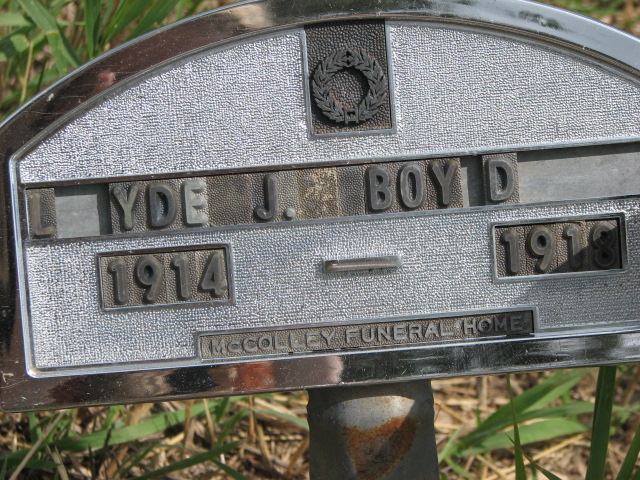 L YDE J. BOY D
1914 — 1918
McCOLLEY FUNERAL HOME